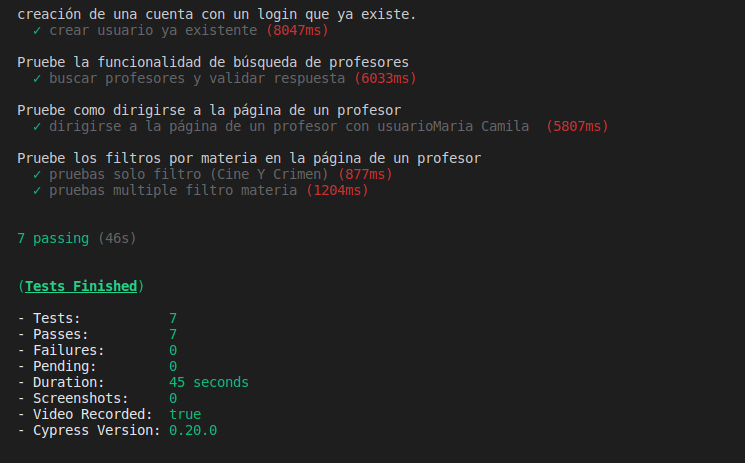 creación de una cuenta con un login que ya existe.
✓ crear usuario ya existente (8047ms)
Pruebe la funcionalidad de búsqueda de profesores
✓ buscar profesores y validar respuesta (6033ms)
Pruebe como dirigirse a la página de un profesor
✓ dirigirse a la página de un profesor con usuarioMaria Camila  (5807ms)
Pruebe los filtros por materia en la página de un profesor
✓ pruebas solo filtro (Cine Y Crimen) (877ms)
✓ pruebas multiple filtro materia (1204ms)
7 passing (46s)
(Tests Finished)
- Tests: 7
- Passes: 7
- Failures: 0
- Pending: 0
- Duration: 45 seconds
- Screenshots: 0
- Video Recorded: true
- Cypress Version: 0.20.0